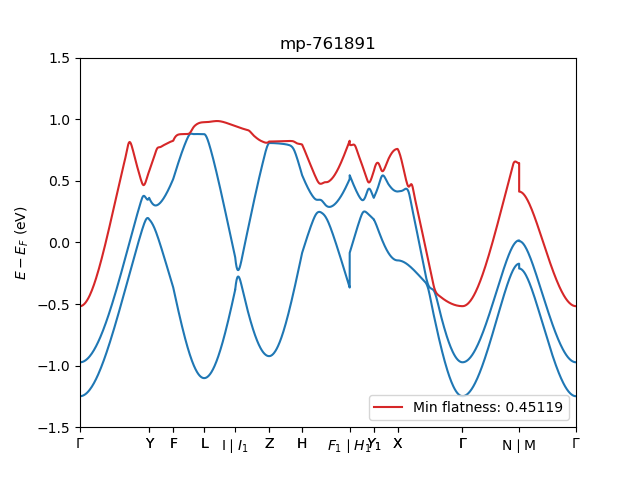 mp-761891
E − E_F (eV)
1.5
1.0
0.5
0.0
−0.5
−1.0
−1.5
Min flatness: 0.45119
Γ Y F L I | I₁ Z H F₁ | H₁ Y₁ X Γ N | M Γ